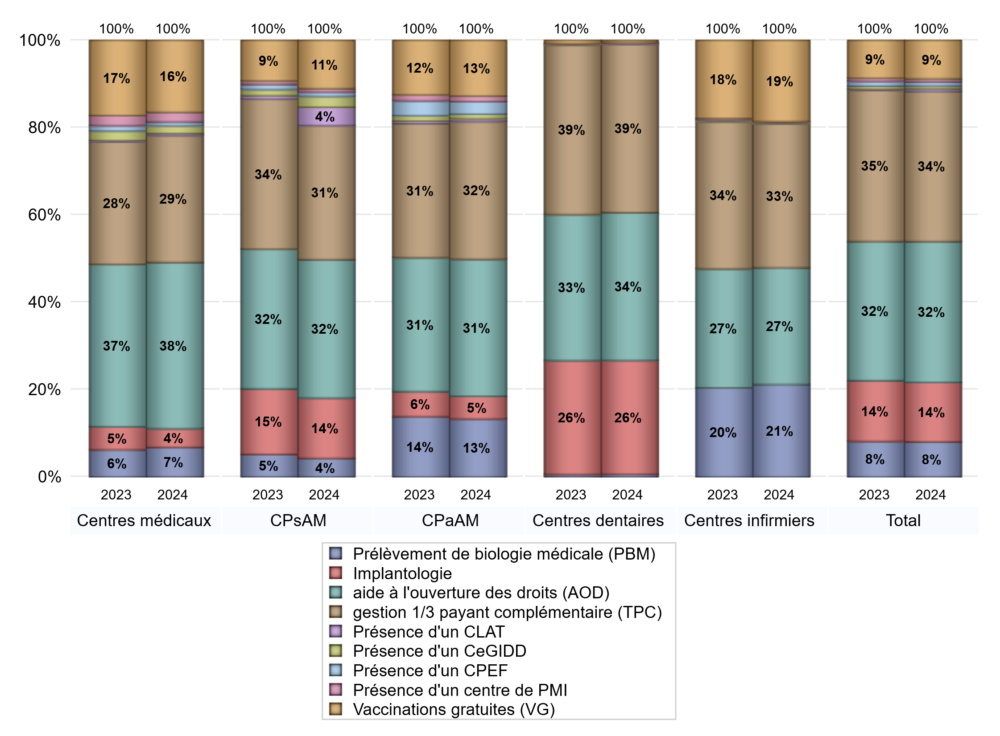 100% 100% 100% 100% 100% 100% 100% 100% 100% 100% 100% 100%
100%
80%
60%
40%
20%
0%
17% 16% 9% 11% 12% 13% 18% 19% 9% 9%
4%
28% 29% 34% 31% 31% 32% 39% 39% 34% 33% 35% 34%
37% 38% 32% 32% 31% 31% 33% 34% 27% 27% 32% 32%
5% 4% 15% 14% 6% 5% 26% 26% 14% 14%
6% 7% 5% 4% 14% 13% 20% 21% 8% 8%
2023 2024 2023 2024 2023 2024 2023 2024 2023 2024 2023 2024
Centres médicaux CPsAM CPaAM Centres dentaires Centres infirmiers Total
Prélèvement de biologie médicale (PBM)
Implantologie
aide à l'ouverture des droits (AOD)
gestion 1/3 payant complémentaire (TPC)
Présence d'un CLAT
Présence d'un CeGIDD
Présence d'un CPEF
Présence d'un centre de PMI
Vaccinations gratuites (VG)